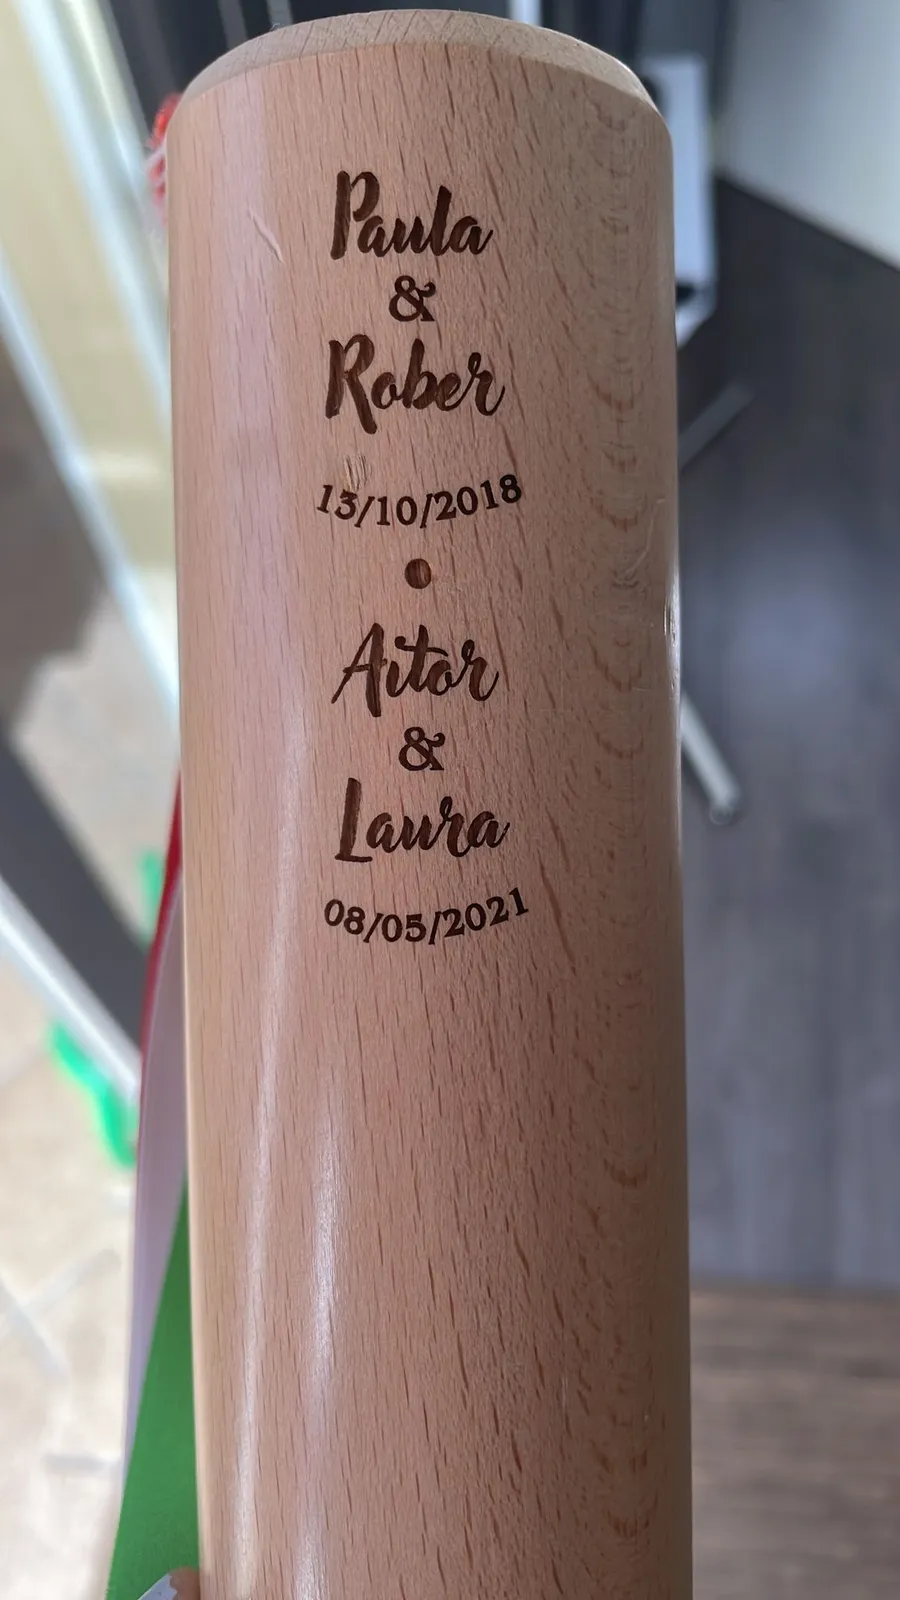 Paula
&
Rober
13/10/2018
Aitor
&
Laura
08/05/2021